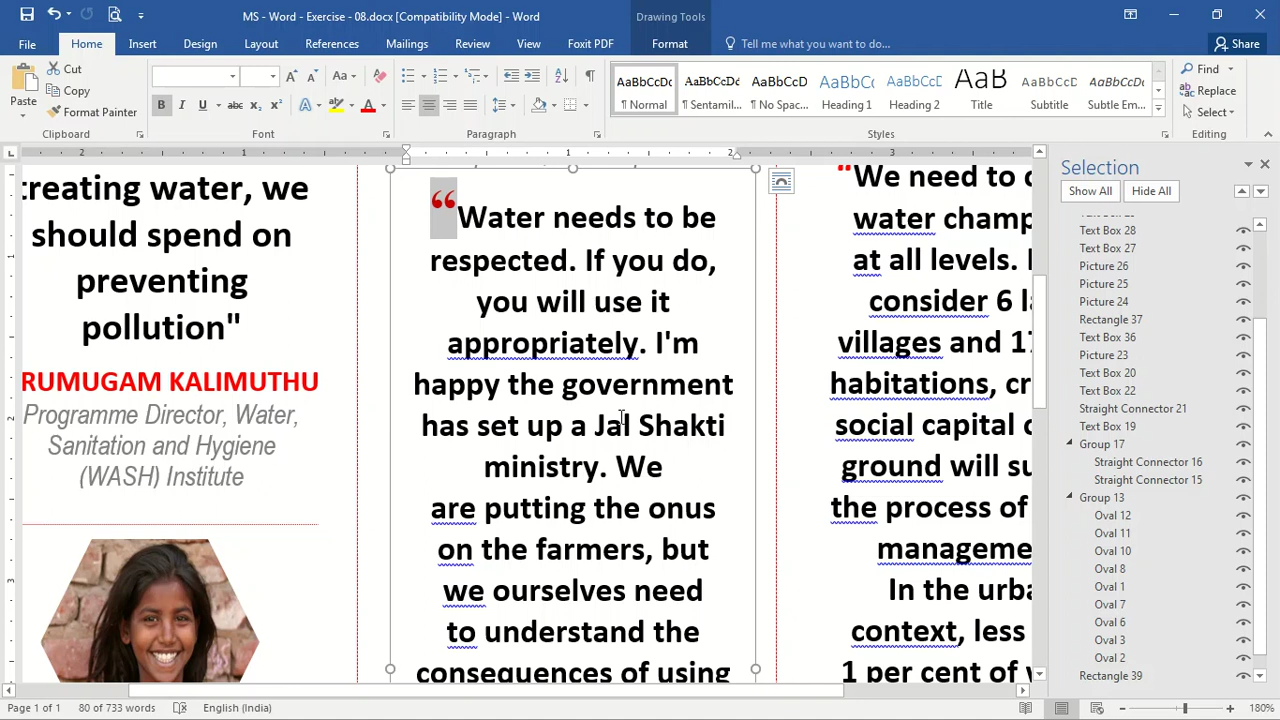 MS - Word - Exercise - 08.docx [Compatibility Mode] - Word
Drawing Tools
File
Home
Insert
Design
Layout
References
Mailings
Review
View
Foxit PDF
Format
Tell me what you want to do...
Share
Paste
Cut
Copy
Format Painter
Clipboard
Font
Paragraph
AaBbCcDc
¶ Normal
AaBbCcD
¶ Sentamil...
AaBbCcDc
¶ No Spac...
AaBbC
Heading 1
AaBbCcD
Heading 2
AaB
Title
AaBbCcD
Subtitle
AaBbCcDc
Subtle Em...
Styles
Find
Replace
Select
Editing
treating water, we
should spend on
preventing
pollution"
RUMUGAM KALIMUTHU
Programme Director, Water,
Sanitation and Hygiene
(WASH) Institute
“Water needs to be
respected. If you do,
you will use it
appropriately. I'm
happy the government
has set up a Jal Shakti
ministry. We
are putting the onus
on the farmers, but
we ourselves need
to understand the
consequences of using
“We need to
water champ
at all levels.
consider 6
villages and 17
habitations, cr
social capital
ground will su
the process of
manageme
In the urba
context, less
1 per cent of
Selection
Show All
Hide All
Text Box 28
Text Box 27
Picture 26
Picture 25
Picture 24
Rectangle 37
Text Box 36
Picture 23
Text Box 20
Text Box 22
Straight Connector 21
Group 17
Straight Connector 16
Straight Connector 15
Group 13
Oval 12
Oval 11
Oval 10
Oval 8
Oval 1
Oval 7
Oval 6
Oval 3
Oval 2
Rectangle 39
Page 1 of 1
80 of 733 words
English (India)
180%